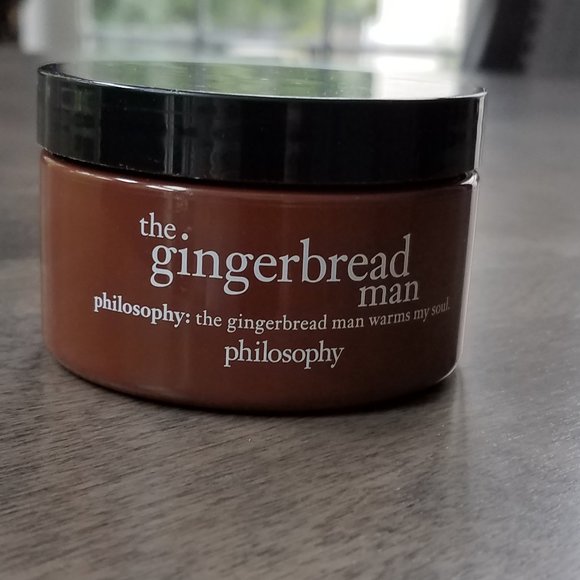 the
gingerbread
man
philosophy: the gingerbread man warms my soul.
philosophy